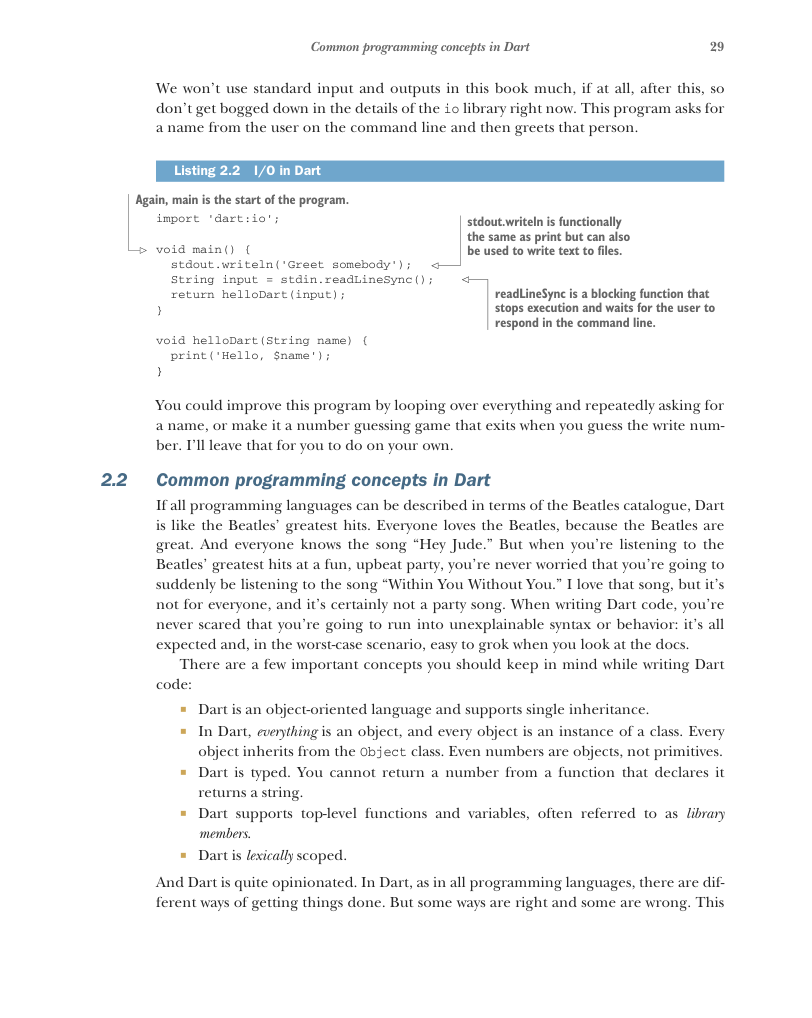 Common programming concepts in Dart 29
We won’t use standard input and outputs in this book much, if at all, after this, so
don’t get bogged down in the details of the io library right now. This program asks for
a name from the user on the command line and then greets that person.
Listing 2.2 I/O in Dart
Again, main is the start of the program.
import 'dart:io';
void main() {
stdout.writeln('Greet somebody');
String input = stdin.readLineSync();
return helloDart(input);
}
void helloDart(String name) {
print('Hello, $name');
}
stdout.writeln is functionally
the same as print but can also
be used to write text to files.
readLineSync is a blocking function that
stops execution and waits for the user to
respond in the command line.
You could improve this program by looping over everything and repeatedly asking for
a name, or make it a number guessing game that exits when you guess the write num-
ber. I’ll leave that for you to do on your own.
2.2 Common programming concepts in Dart
If all programming languages can be described in terms of the Beatles catalogue, Dart
is like the Beatles’ greatest hits. Everyone loves the Beatles, because the Beatles are
great. And everyone knows the song “Hey Jude.” But when you’re listening to the
Beatles’ greatest hits at a fun, upbeat party, you’re never worried that you’re going to
suddenly be listening to the song “Within You Without You.” I love that song, but it’s
not for everyone, and it’s certainly not a party song. When writing Dart code, you’re
never scared that you’re going to run into unexplainable syntax or behavior: it’s all
expected and, in the worst-case scenario, easy to grok when you look at the docs.
There are a few important concepts you should keep in mind while writing Dart
code:
■ Dart is an object-oriented language and supports single inheritance.
■ In Dart, everything is an object, and every object is an instance of a class. Every
object inherits from the Object class. Even numbers are objects, not primitives.
■ Dart is typed. You cannot return a number from a function that declares it
returns a string.
■ Dart supports top-level functions and variables, often referred to as library
members.
■ Dart is lexically scoped.
And Dart is quite opinionated. In Dart, as in all programming languages, there are dif-
ferent ways of getting things done. But some ways are right and some are wrong. This